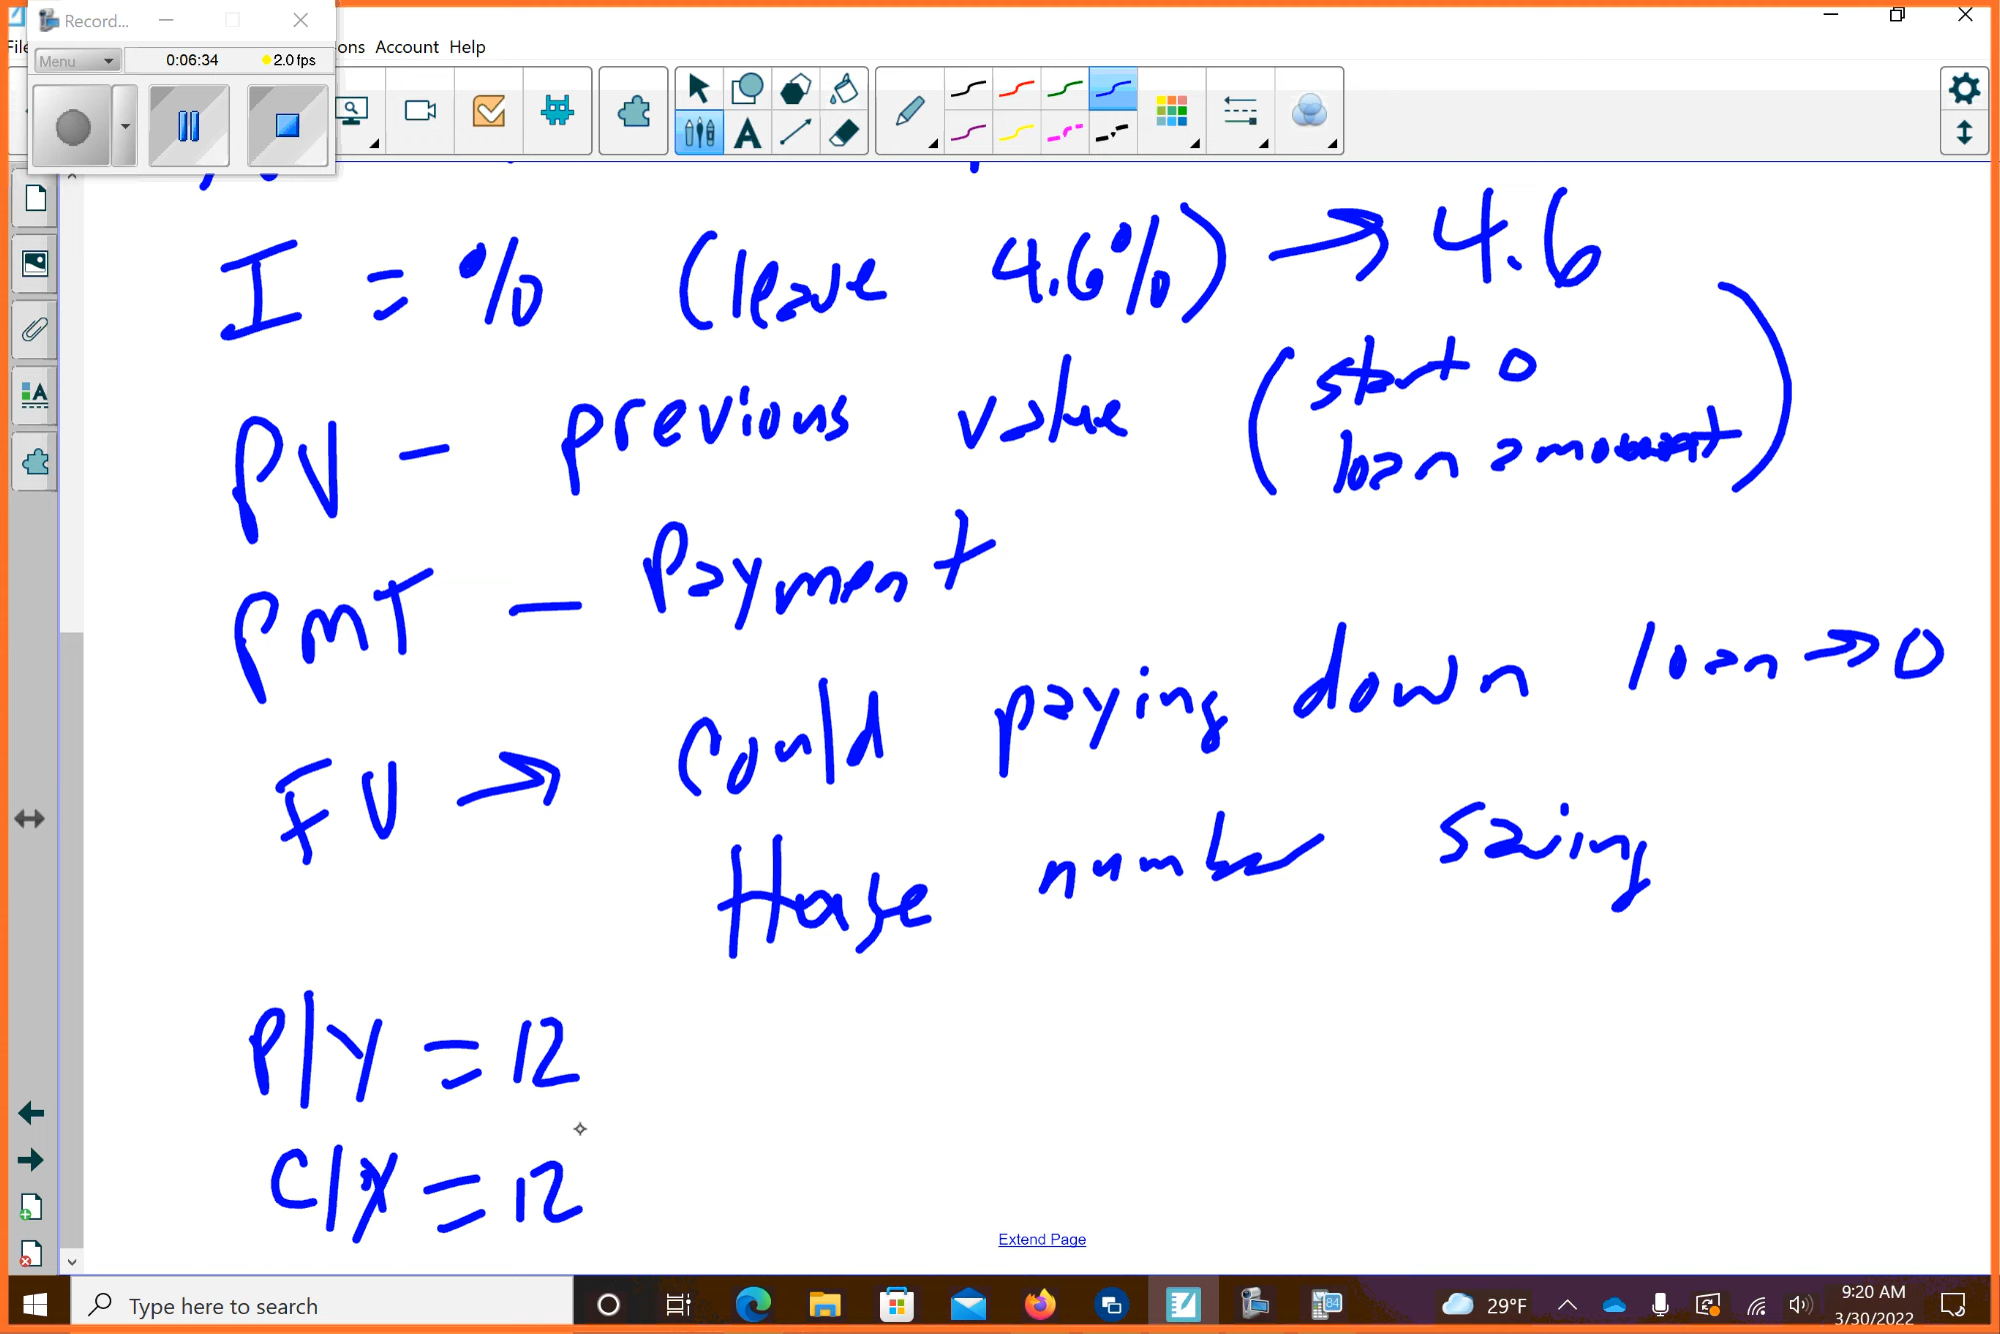 Record...
File
ons Account Help
Menu
0:06:34
2.0 fps
I = % (leave 4.6%) → 4.6
PV - previous value (start 0
loan amount)
PMT - Payment
FV → Could paying down loan → 0
number saving
P/Y = 12
C/Y = 12
Extend Page
Type here to search
84
29°F
9:20 AM
3/30/2022